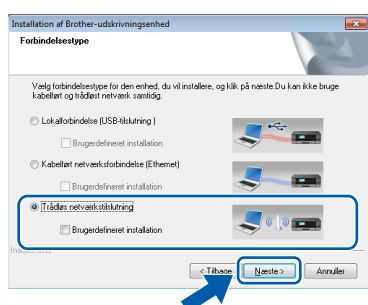 Installation af Brother-udskrivningsenhed
Forbindelsestype
Vælg forbindelsestype for den enhed, du vil installere, og klik på næste.Du kan ikke bruge
kabelført og trådløst netværk samtidig.
Lokalforbindelse (USB-tilslutning )
Brugerdefineret installation
Kabelført netværksforbindelse (Ethernet)
Brugerdefineret installation
Trådløs netværkstilslutning
Brugerdefineret installation
< Tilbage Næste > Annuller